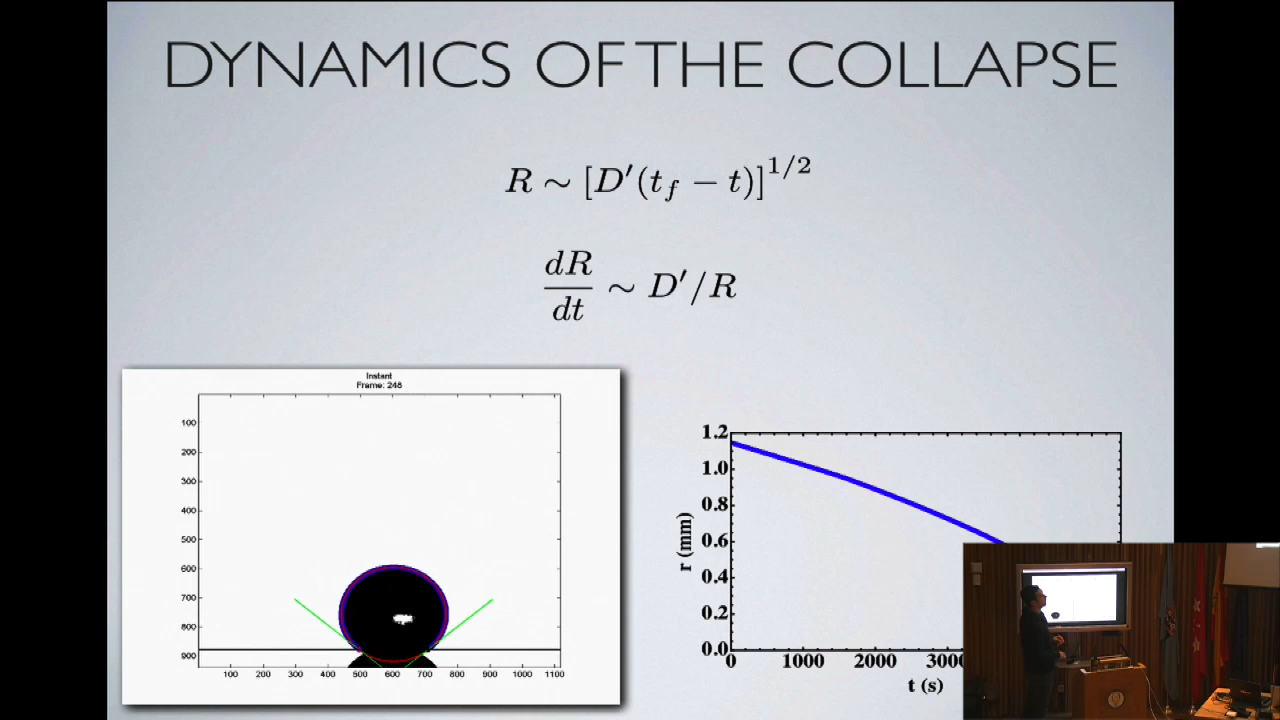 DYNAMICS OF THE COLLAPSE
R ∼ [D′(t_f − t)]^{1/2}
dR/dt ∼ D′/R
Instant
Frame: 248
100
200
300
400
500
600
700
800
900
100 200 300 400 500 600 700 800 900 1000 1100
1.2
1.0
0.8
0.6
0.4
0.2
0.0
r (mm)
0 1000 2000 3000
t (s)